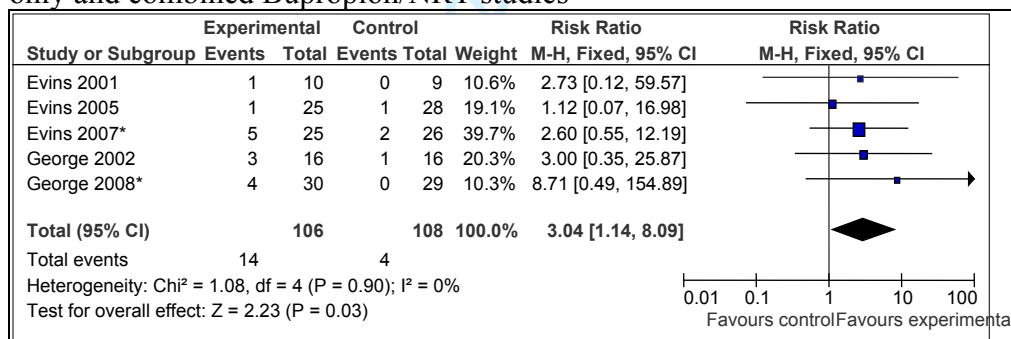 only and combined Bupropion/NRT studies
Experimental Control Risk Ratio Risk Ratio
Study or Subgroup Events Total Events Total Weight M-H, Fixed, 95% CI M-H, Fixed, 95% CI
Evins 2001 1 10 0 9 10.6% 2.73 [0.12, 59.57]
Evins 2005 1 25 1 28 19.1% 1.12 [0.07, 16.98]
Evins 2007* 5 25 2 26 39.7% 2.60 [0.55, 12.19]
George 2002 3 16 1 16 20.3% 3.00 [0.35, 25.87]
George 2008* 4 30 0 29 10.3% 8.71 [0.49, 154.89]
Total (95% CI) 106 108 100.0% 3.04 [1.14, 8.09]
Total events 14 4
Heterogeneity: Chi² = 1.08, df = 4 (P = 0.90); I² = 0%
Test for overall effect: Z = 2.23 (P = 0.03)
0.01 0.1 1 10 100
Favours control Favours experimenta